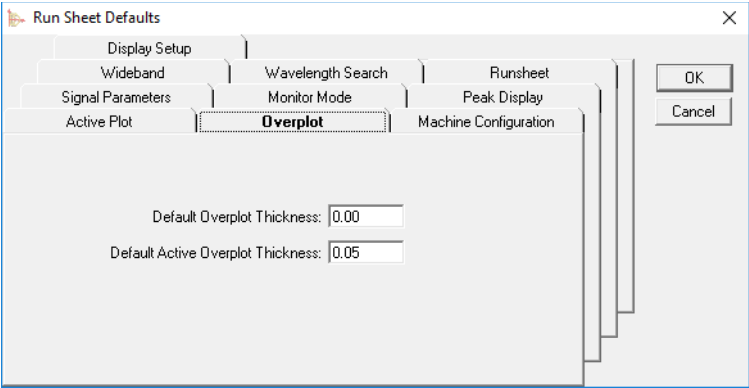 Run Sheet Defaults
Display Setup
Wideband Wavelength Search Runsheet
Signal Parameters Monitor Mode Peak Display
Active Plot Overplot Machine Configuration
OK
Cancel
Default Overplot Thickness: 0.00
Default Active Overplot Thickness: 0.05